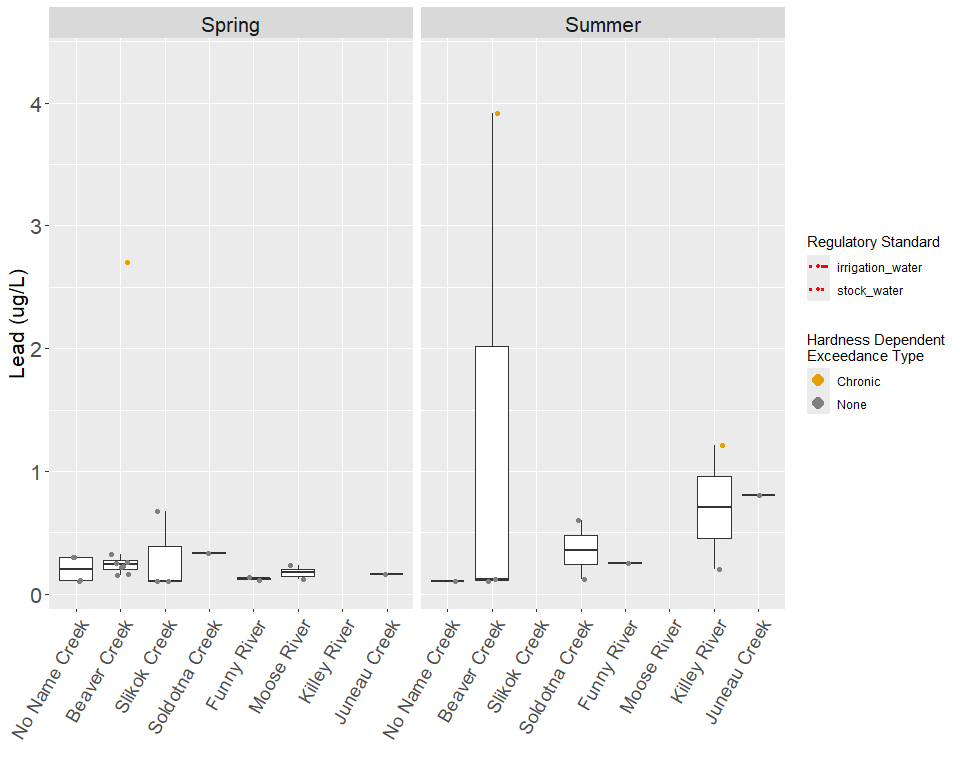 Spring
Summer
Lead (ug/L)
4
3
2
1
0
No Name Creek
Beaver Creek
Slikok Creek
Soldotna Creek
Funny River
Moose River
Killey River
Juneau Creek
No Name Creek
Beaver Creek
Slikok Creek
Soldotna Creek
Funny River
Moose River
Killey River
Juneau Creek
Regulatory Standard
irrigation_water
stock_water
Hardness Dependent
Exceedance Type
Chronic
None